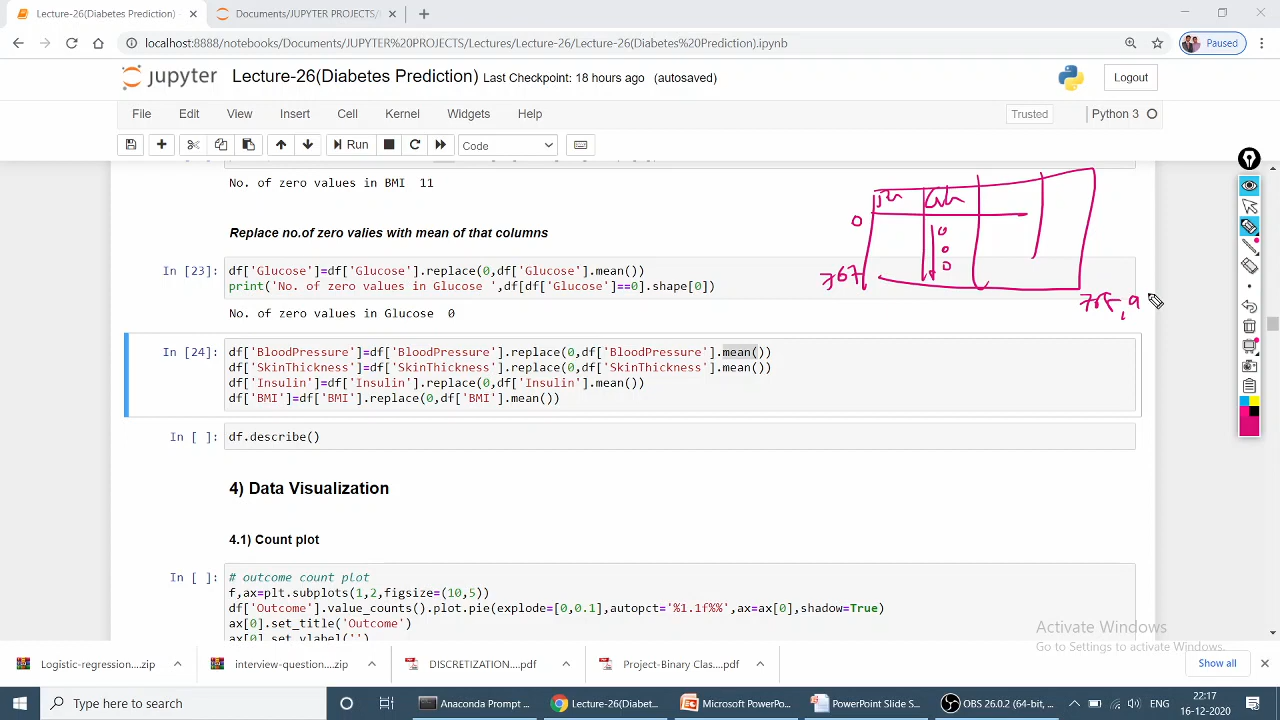 Lecture-26(Diabetes Prediction)
Documents/JUPYTER PROJECTS/
localhost:8888/notebooks/Documents/JUPYTER%20PROJECTS/Lectures/Lecture-26/Lecture-26(Diabetes%20Prediction).ipynb
Paused
jupyter Lecture-26(Diabetes Prediction) Last Checkpoint: 18 hours ago (autosaved)
Logout
File Edit View Insert Cell Kernel Widgets Help
Trusted Python 3
Run Code
No. of zero values in BMI 11
Replace no.of zero valies with mean of that columns
0
0
0
0
767
In [23]: df['Glucose']=df['Glucose'].replace(0,df['Glucose'].mean())
print('No. of zero values in Glucose ',df[df['Glucose']==0].shape[0])
No. of zero values in Glucose 0
In [24]: df['BloodPressure']=df['BloodPressure'].replace(0,df['BloodPressure'].mean())
df['SkinThickness']=df['SkinThickness'].replace(0,df['SkinThickness'].mean())
df['Insulin']=df['Insulin'].replace(0,df['Insulin'].mean())
df['BMI']=df['BMI'].replace(0,df['BMI'].mean())
In [ ]: df.describe()
4) Data Visualization
4.1) Count plot
In [ ]: # outcome count plot
f,ax=plt.subplots(1,2,figsize=(10,5))
df['Outcome'].value_counts().plot.pie(explode=[0,0.1],autopct='%1.1f%%',ax=ax[0],shadow=True)
ax[0].set_title('Outcome')
ax[0].set_ylabel('')
Activate Windows
Go to Settings to activate Windows.
Logistic-regression....zip
interview-question....zip
DISCRETIZATION....pdf
Project-Binary Clas....pdf
Show all
Type here to search
Anaconda Prompt ...
Lecture-26(Diabet...
Microsoft PowerPo...
PowerPoint Slide S...
OBS 26.0.2 (64-bit, ...
ENG
22:17
16-12-2020